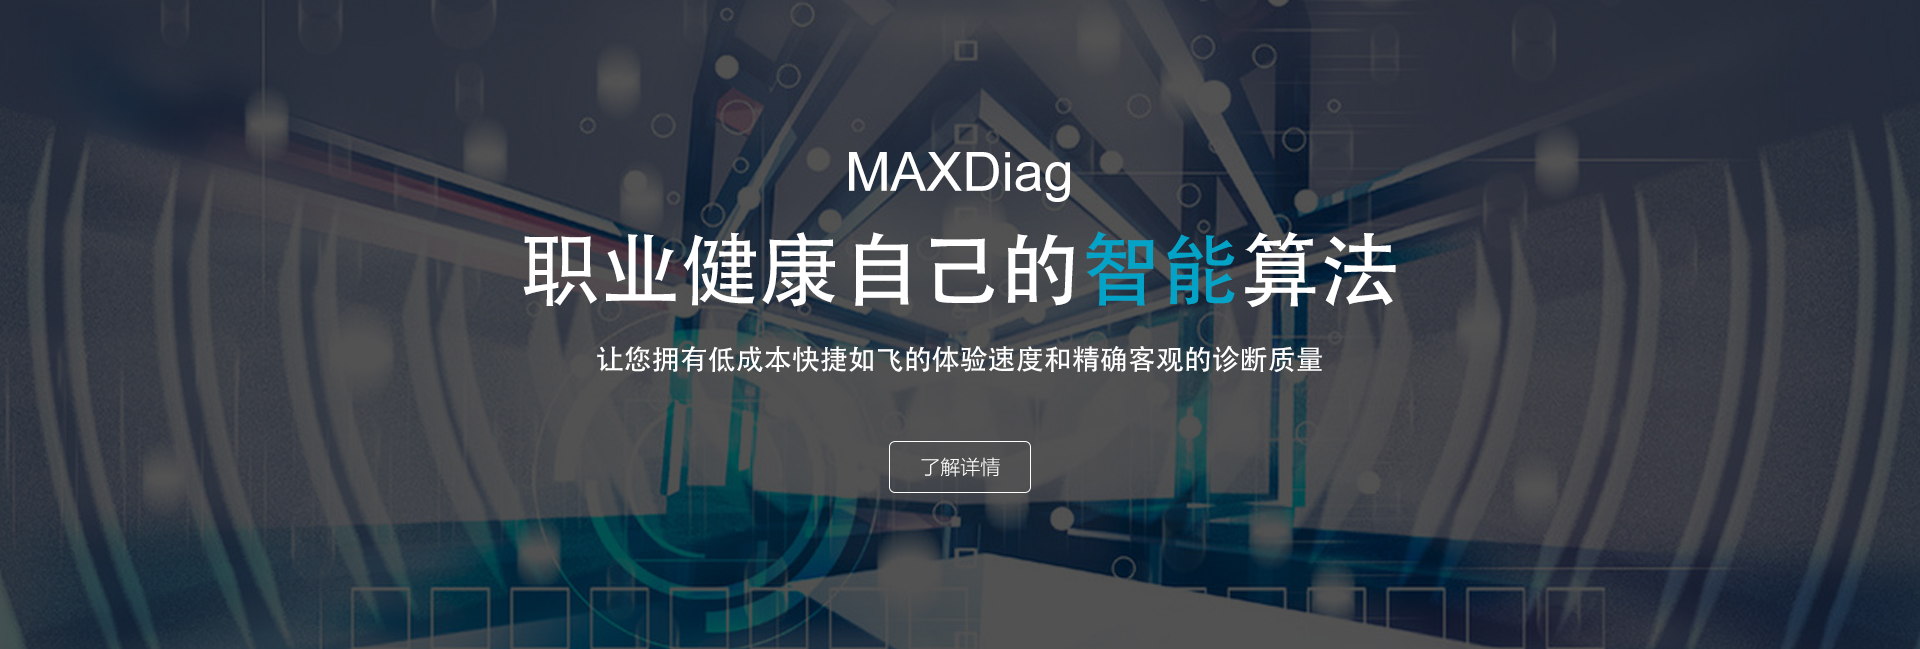 MAXDiag
职业健康自己的智能算法
让您拥有低成本快捷如飞的体验速度和精确客观的诊断质量
了解详情